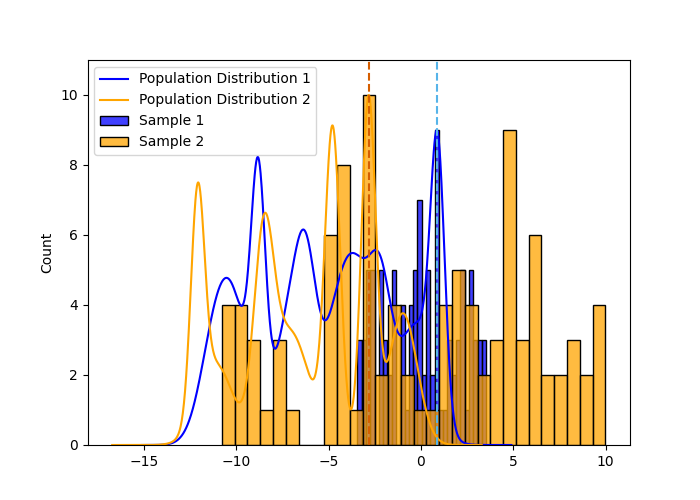 Population Distribution 1
Population Distribution 2
Sample 1
Sample 2
Count
10
8
6
4
2
0
−15
−10
−5
0
5
10